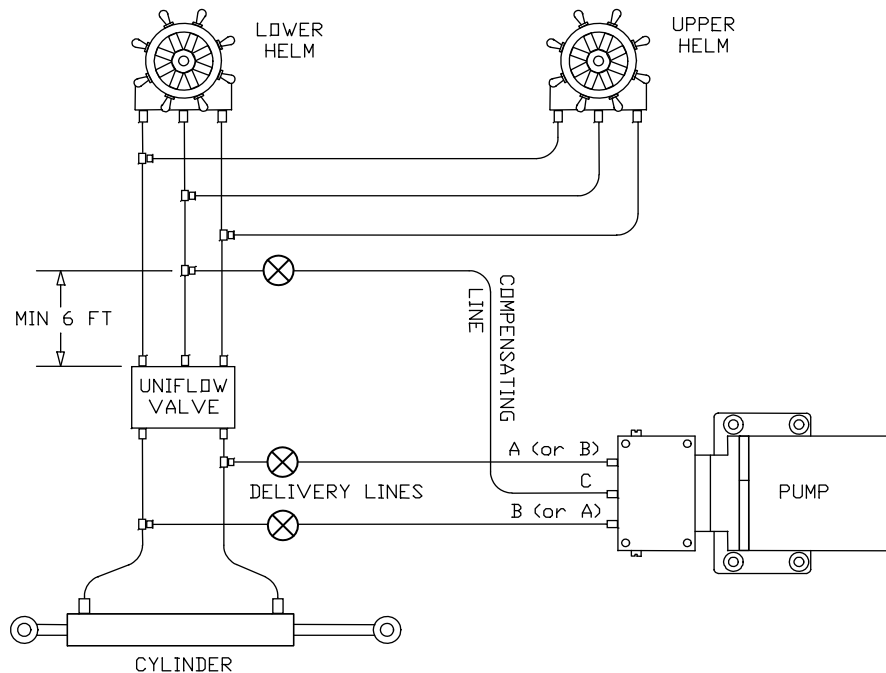 LOWER
HELM
UPPER
HELM
COMPENSATING
LINE
MIN 6 FT
UNIFLOW
VALVE
A (or B)
C
DELIVERY LINES
B (or A)
PUMP
CYLINDER